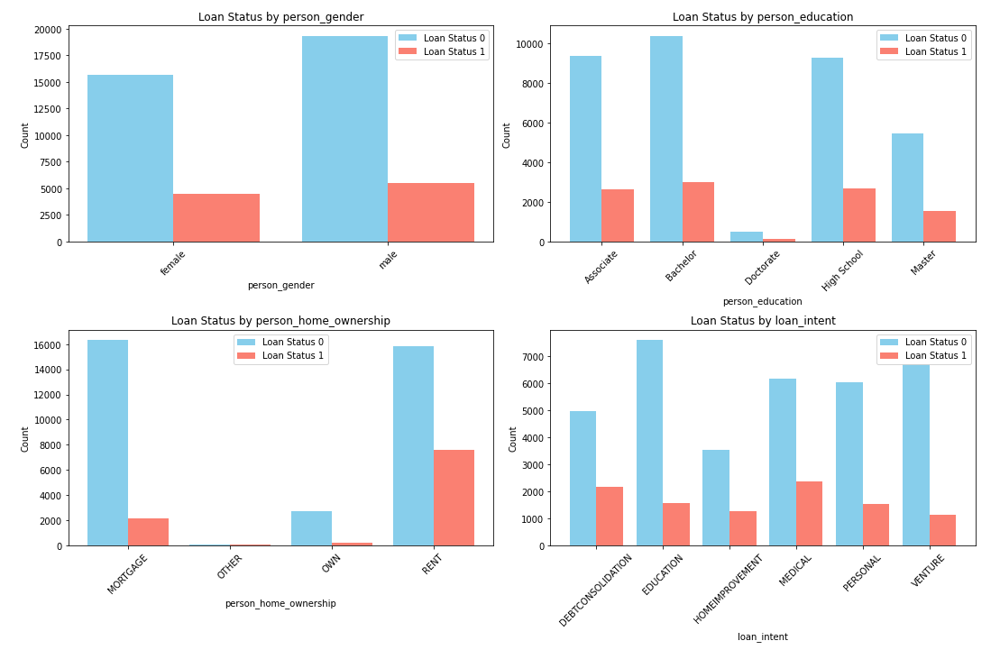 Loan Status by person_gender
Loan Status 0
Loan Status 1
20000
17500
15000
12500
10000
7500
5000
2500
0
Count
female
male
person_gender
Loan Status by person_education
Loan Status 0
Loan Status 1
10000
8000
6000
4000
2000
0
Count
Associate
Bachelor
Doctorate
High School
Master
person_education
Loan Status by person_home_ownership
Loan Status 0
Loan Status 1
16000
14000
12000
10000
8000
6000
4000
2000
0
Count
MORTGAGE
OTHER
OWN
RENT
person_home_ownership
Loan Status by loan_intent
Loan Status 0
Loan Status 1
7000
6000
5000
4000
3000
2000
1000
0
Count
DEBTCONSOLIDATION
EDUCATION
HOMEIMPROVEMENT
MEDICAL
PERSONAL
VENTURE
loan_intent